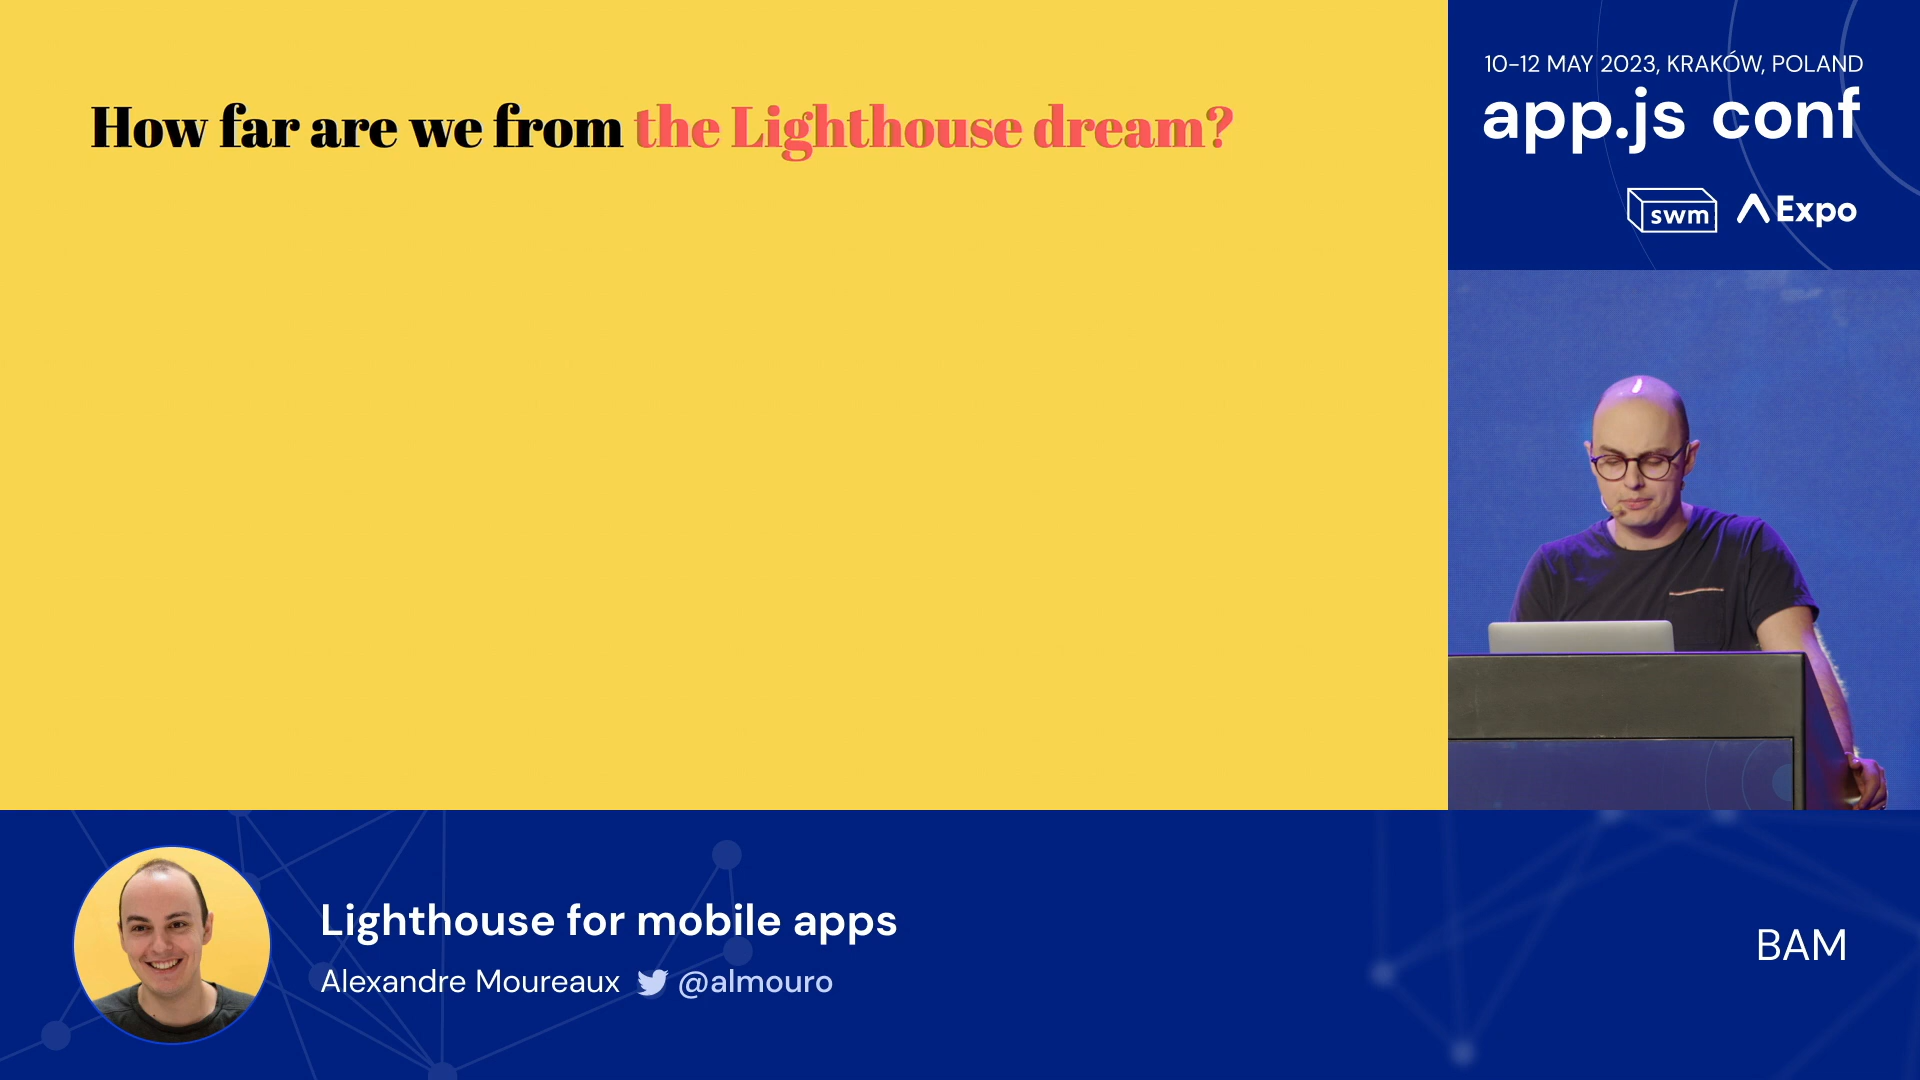 How far are we from the Lighthouse dream?
10-12 MAY 2023, KRAKÓW, POLAND
app.js conf
swm Expo
Lighthouse for mobile apps
Alexandre Moureaux @almouro
BAM